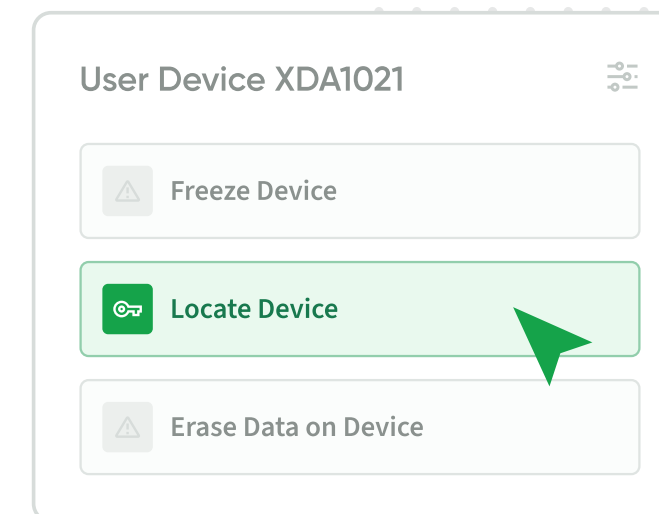 User Device XDA1021
Freeze Device
Locate Device
Erase Data on Device